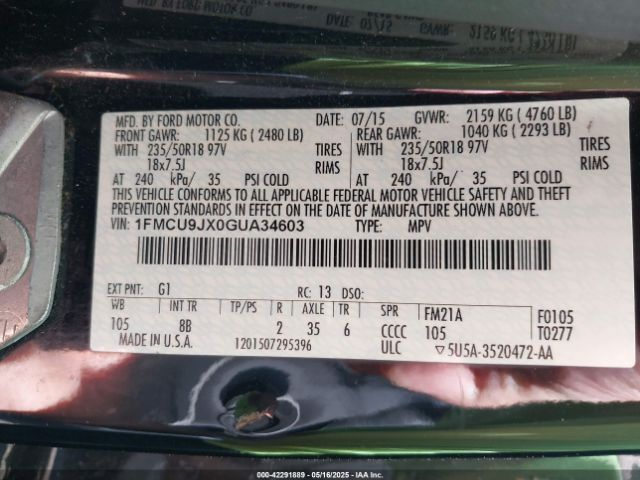 MFD. BY FORD MOTOR CO. DATE: 07/15 GVWR: 2159 KG ( 4760 LB)
FRONT GAWR: 1125 KG ( 2480 LB) REAR GAWR: 1040 KG ( 2293 LB)
WITH 235/50R18 97V TIRES WITH 235/50R18 97V TIRES
18x7.5J RIMS 18x7.5J RIMS
AT 240 kPa/ 35 PSI COLD AT 240 kPa/ 35 PSI COLD
THIS VEHICLE CONFORMS TO ALL APPLICABLE FEDERAL MOTOR VEHICLE SAFETY AND THEFT
PREVENTION STANDARDS IN EFFECT ON THE DATE OF MANUFACTURE SHOWN ABOVE.
VIN: 1FMCU9JX0GUA34603 TYPE: MPV
EXT PNT: G1 RC: 13 DSO:
WB INT TR TP/PS R AXLE TR SPR FM21A F0105
105 8B 2 35 6 CCCC 105 T0277
MADE IN U.S.A. 1201507295396 ULC ▽5U5A-3520472-AA
000-42291889 - 05/16/2025 - IAAI.COM